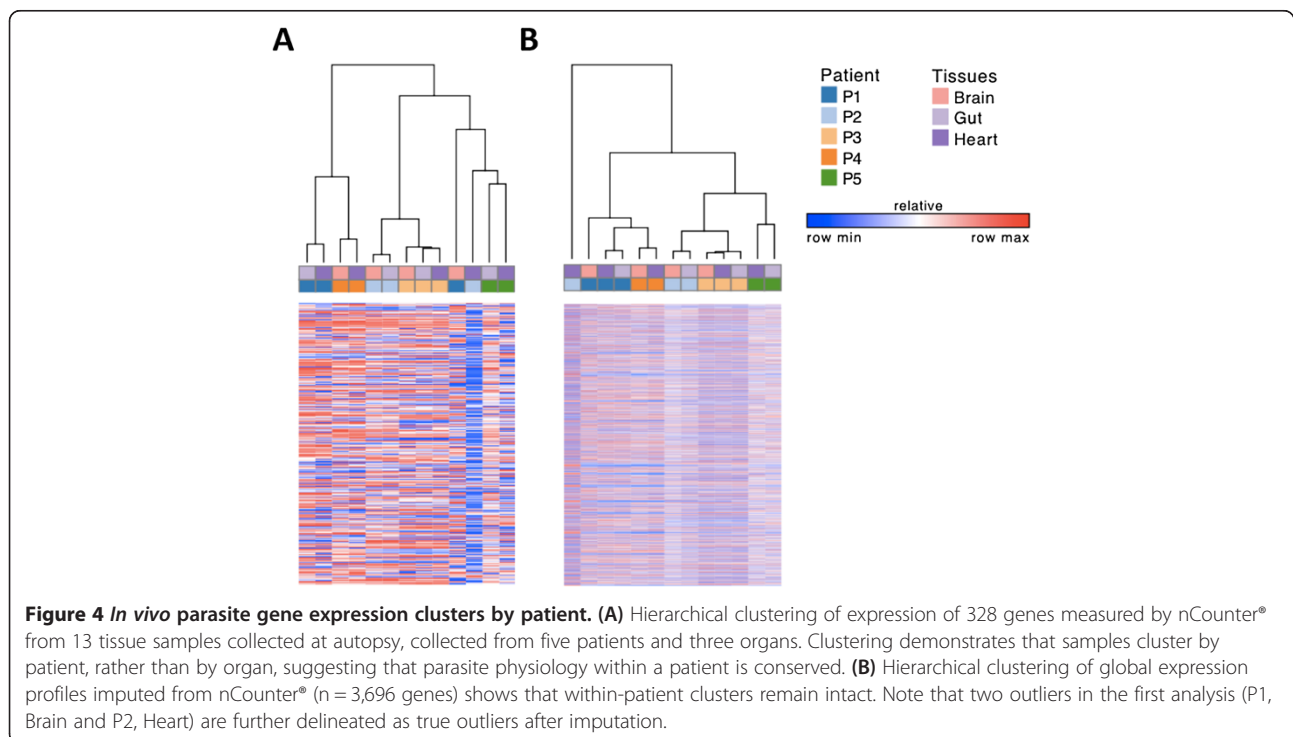 A
B
Patient
P1
P2
P3
P4
P5
Tissues
Brain
Gut
Heart
relative
row min
row max
Figure 4 In vivo parasite gene expression clusters by patient. (A) Hierarchical clustering of expression of 328 genes measured by nCounter®
from 13 tissue samples collected at autopsy, collected from five patients and three organs. Clustering demonstrates that samples cluster by
patient, rather than by organ, suggesting that parasite physiology within a patient is conserved. (B) Hierarchical clustering of global expression
profiles imputed from nCounter® (n = 3,696 genes) shows that within-patient clusters remain intact. Note that two outliers in the first analysis (P1,
Brain and P2, Heart) are further delineated as true outliers after imputation.